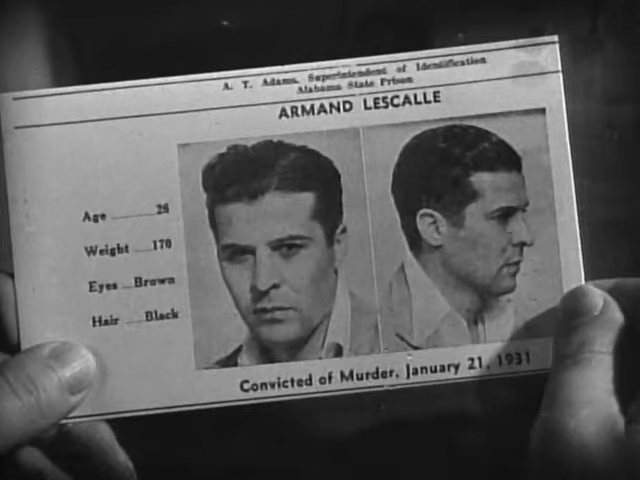 A. T. Adams, Superintendent of Identification
Alabama State Prison
ARMAND LESCALLE
Age ........ 26
Weight .... 170
Eyes .... Brown
Hair .... Black
Convicted of Murder, January 21, 1931